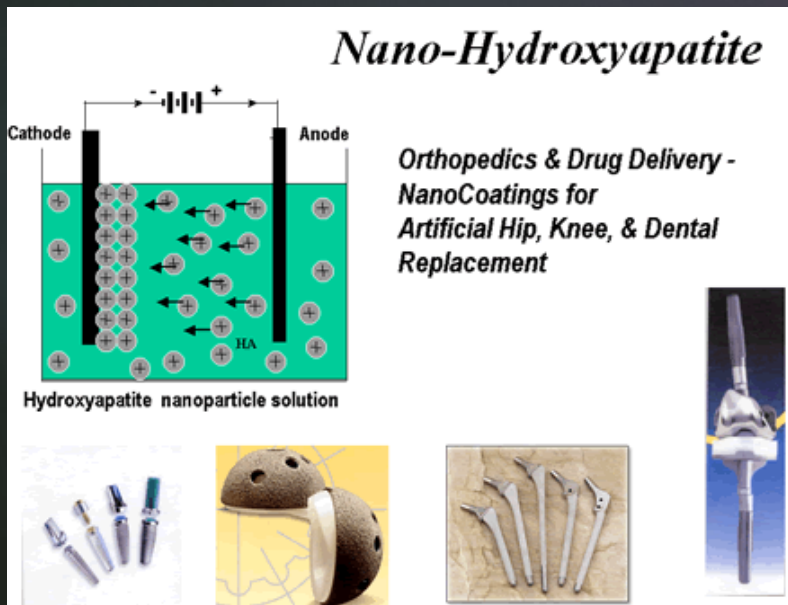 Nano-Hydroxyapatite
- +
Cathode
Anode
Orthopedics & Drug Delivery -
NanoCoatings for
Artificial Hip, Knee, & Dental
Replacement
HA
Hydroxyapatite nanoparticle solution